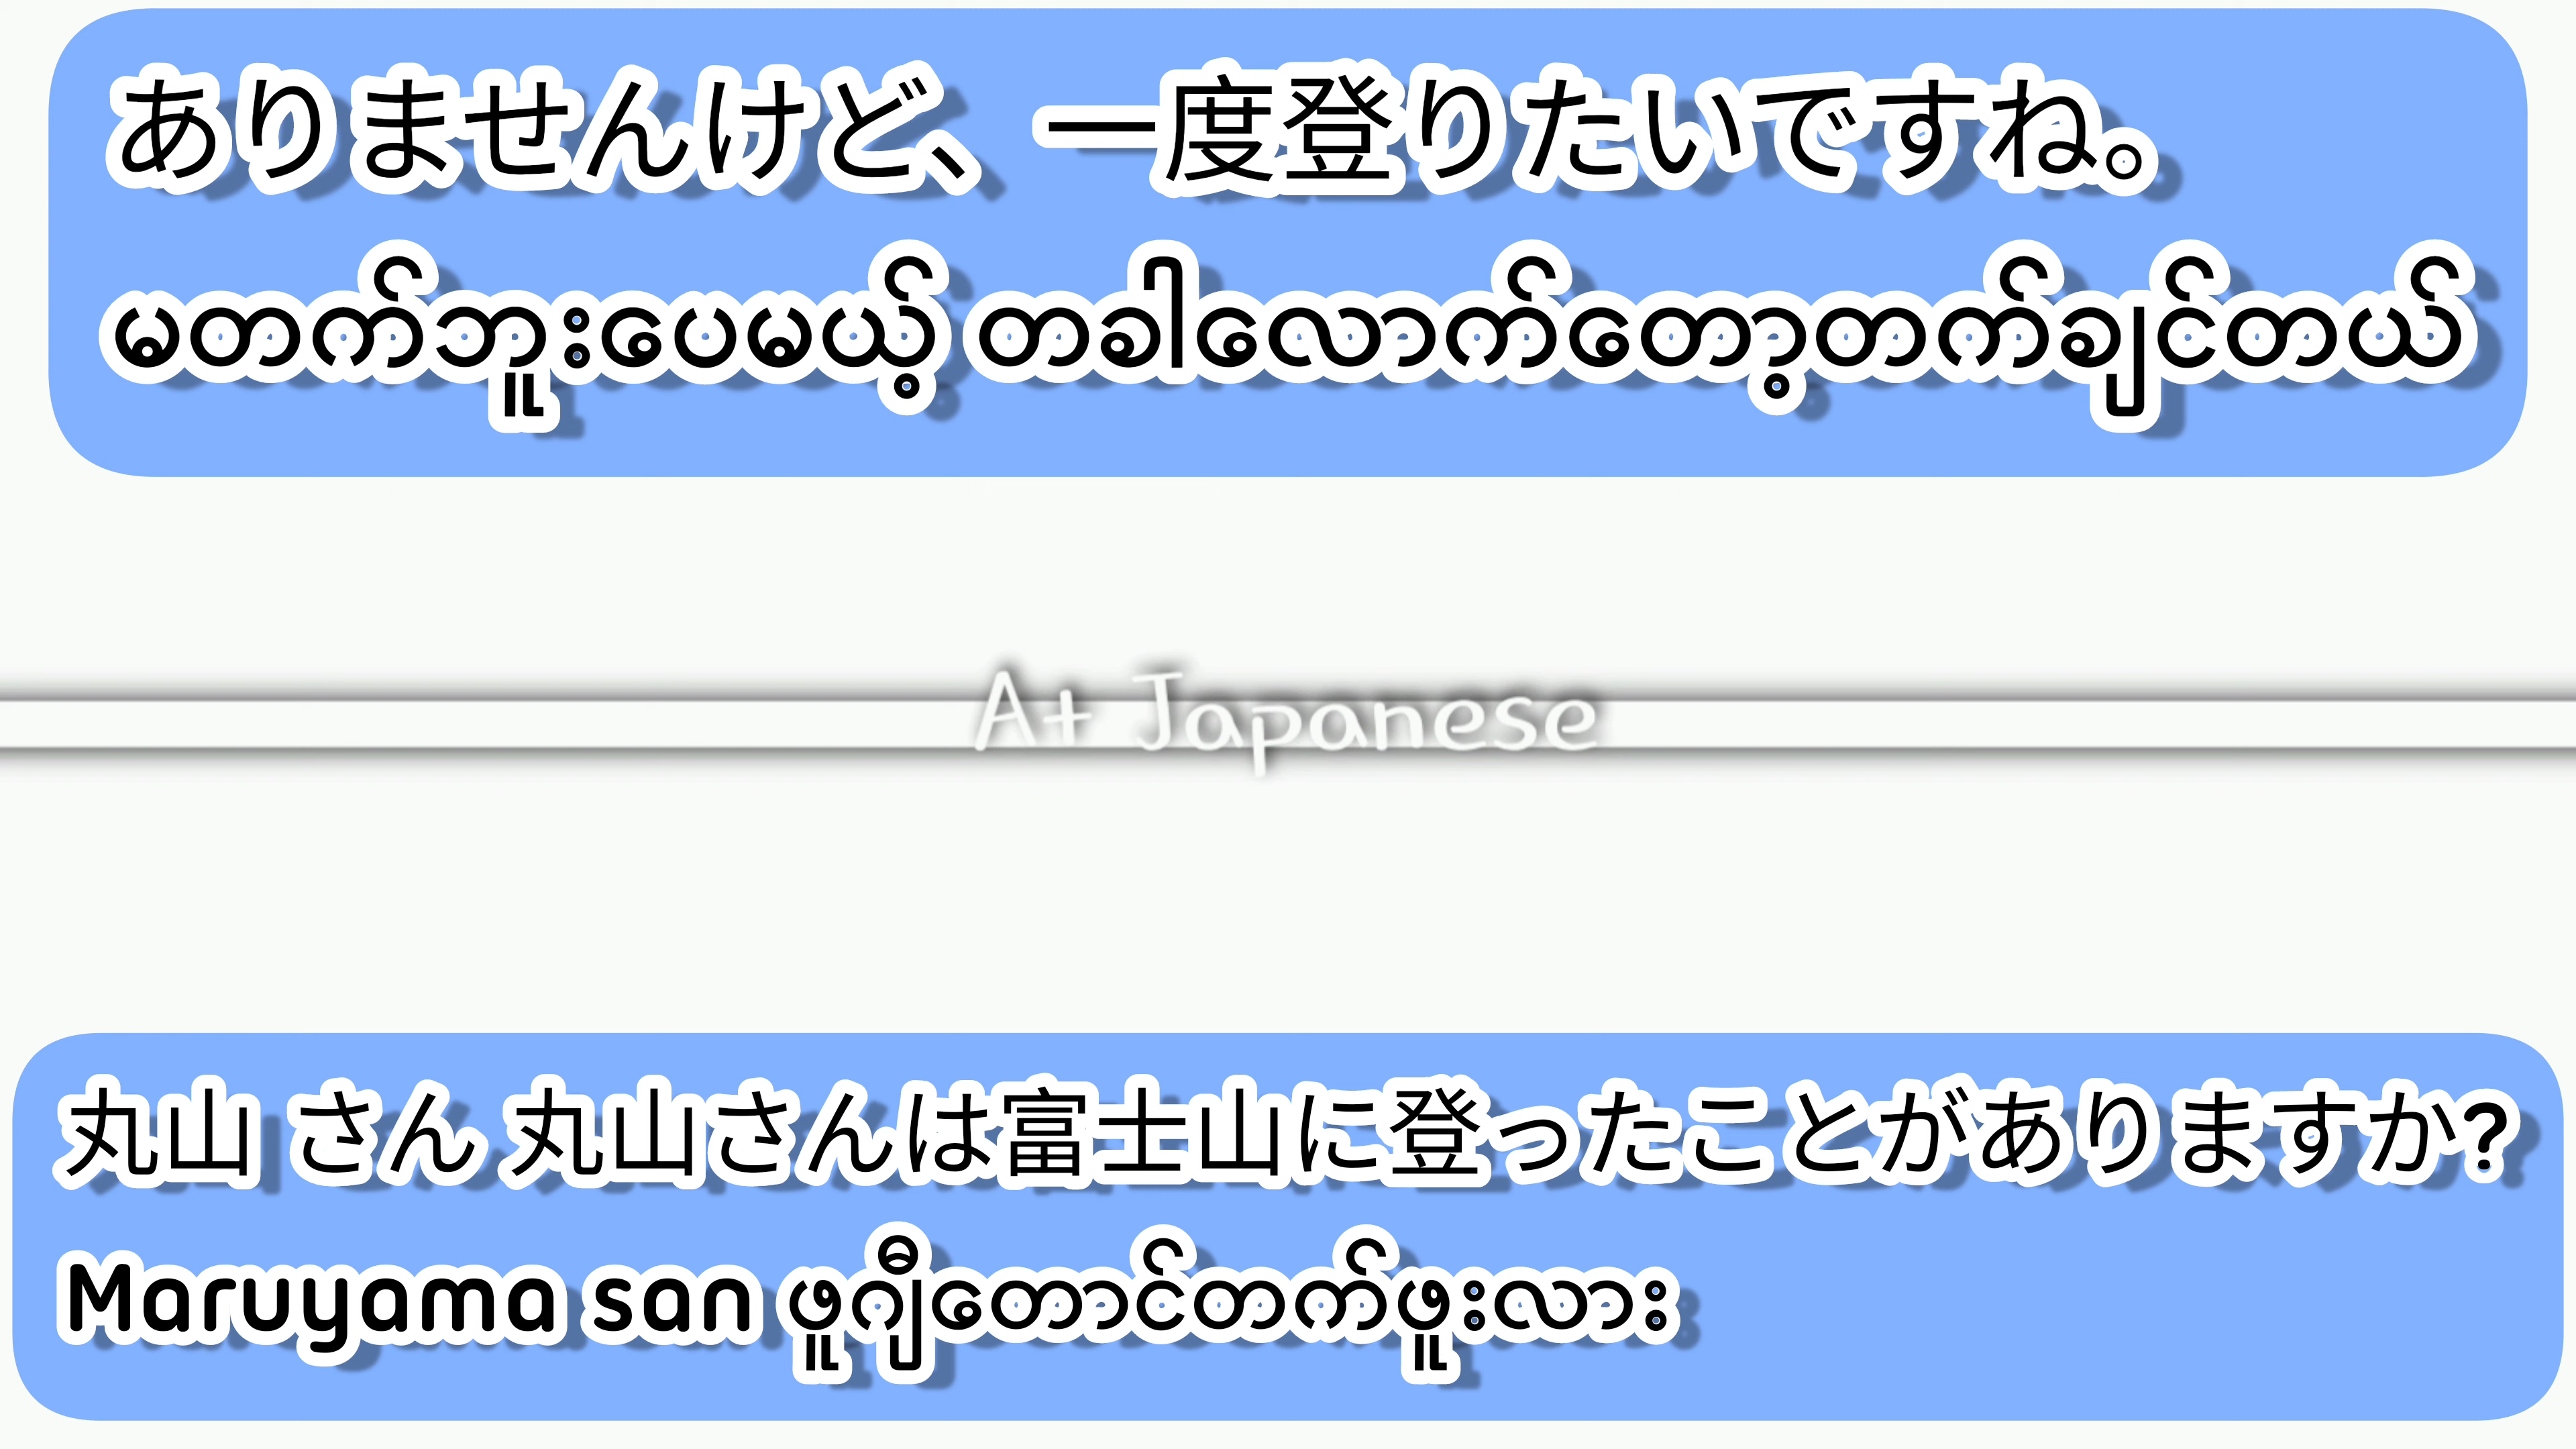 ありませんけど、一度登りたいですね。
မတက်ဘူးပေမယ့် တခါလောက်တော့တက်ချင်တယ်
At Japanese
丸山 さん 丸山さんは富士山に登ったことがありますか?
Maruyama san ဖူဂျီတောင်တက်ဖူးလား